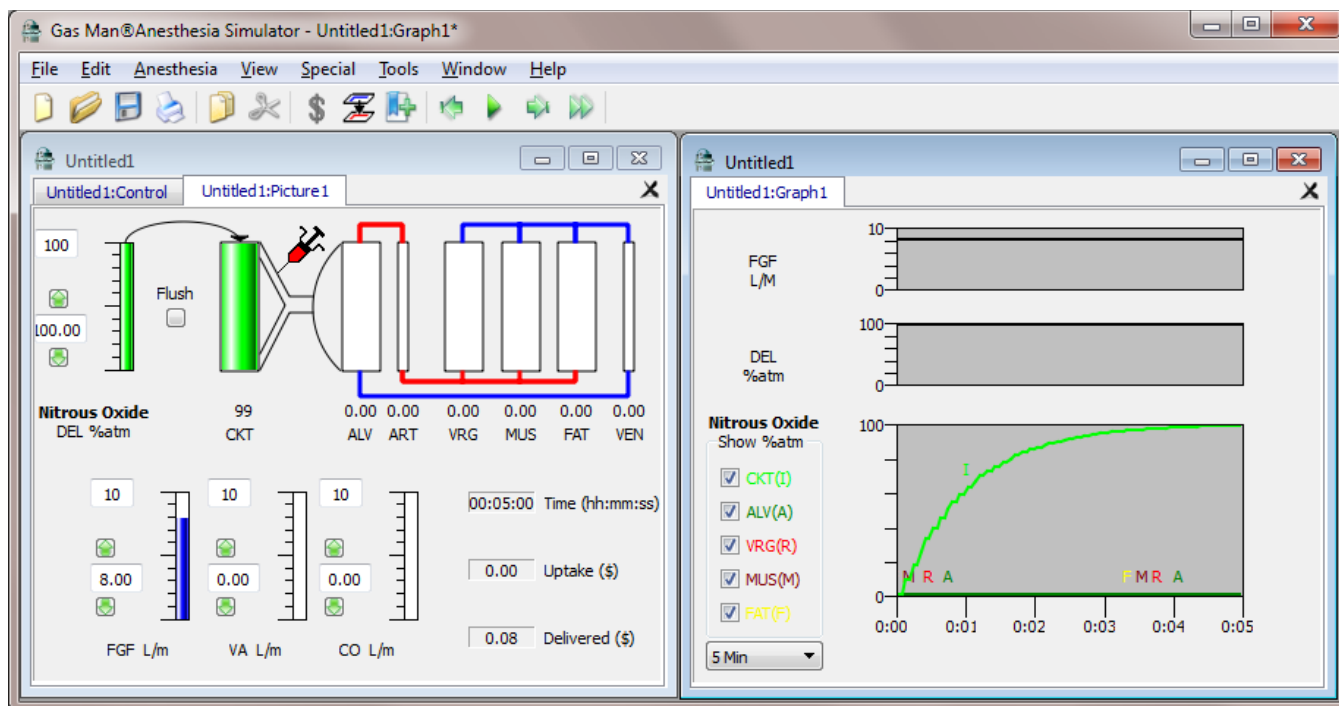 Gas Man®Anesthesia Simulator - Untitled1:Graph1*
File Edit Anesthesia View Special Tools Window Help
$
Untitled1
Untitled1:Control Untitled1:Picture1
100
Flush
100.00
Nitrous Oxide
DEL %atm
99 0.00 0.00 0.00 0.00 0.00 0.00
CKT ALV ART VRG MUS FAT VEN
10 10 10
00:05:00 Time (hh:mm:ss)
8.00 0.00 0.00
0.00 Uptake ($)
0.08 Delivered ($)
FGF L/m VA L/m CO L/m
Untitled1
Untitled1:Graph1
10
FGF
L/M
0
100
DEL
%atm
0
Nitrous Oxide
Show %atm
CKT(I)
ALV(A)
VRG(R)
MUS(M)
FAT(F)
5 Min
100
I
M R A F M R A
0
0:00 0:01 0:02 0:03 0:04 0:05